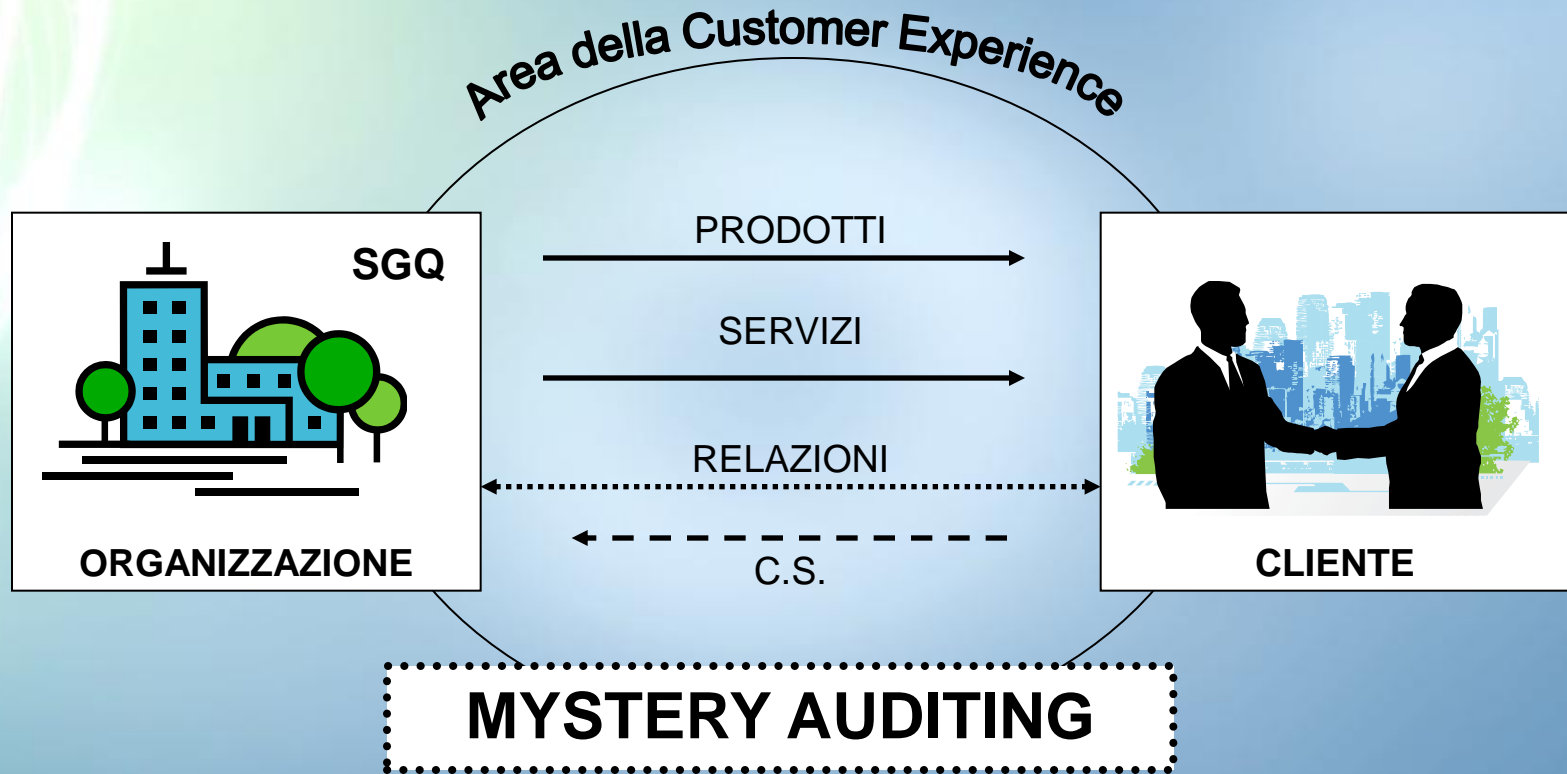 Area della Customer Experience
SGQ
ORGANIZZAZIONE
PRODOTTI
SERVIZI
RELAZIONI
C.S.
CLIENTE
MYSTERY AUDITING